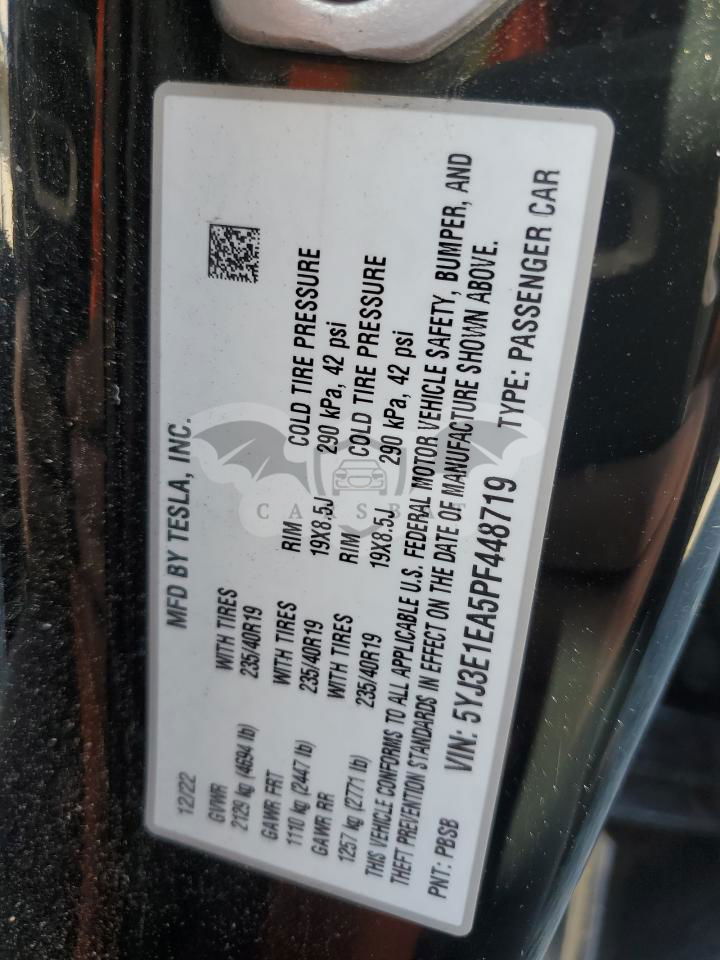 12/22 MFD BY TESLA, INC.
GVWR
2129 kg (4694 lb) WITH TIRES
235/40R19
GAWR FRT WITH TIRES RIM COLD TIRE PRESSURE
1110 kg (2447 lb) 235/40R19 19X8.5J 290 kPa, 42 psi
GAWR RR WITH TIRES RIM COLD TIRE PRESSURE
1257 kg (2771 lb) 235/40R19 19X8.5J 290 kPa, 42 psi
THIS VEHICLE CONFORMS TO ALL APPLICABLE U.S. FEDERAL MOTOR VEHICLE SAFETY, BUMPER, AND
THEFT PREVENTION STANDARDS IN EFFECT ON THE DATE OF MANUFACTURE SHOWN ABOVE.
PNT: PBSB VIN: 5YJ3E1EA5PF448719 TYPE: PASSENGER CAR
CARSBAT